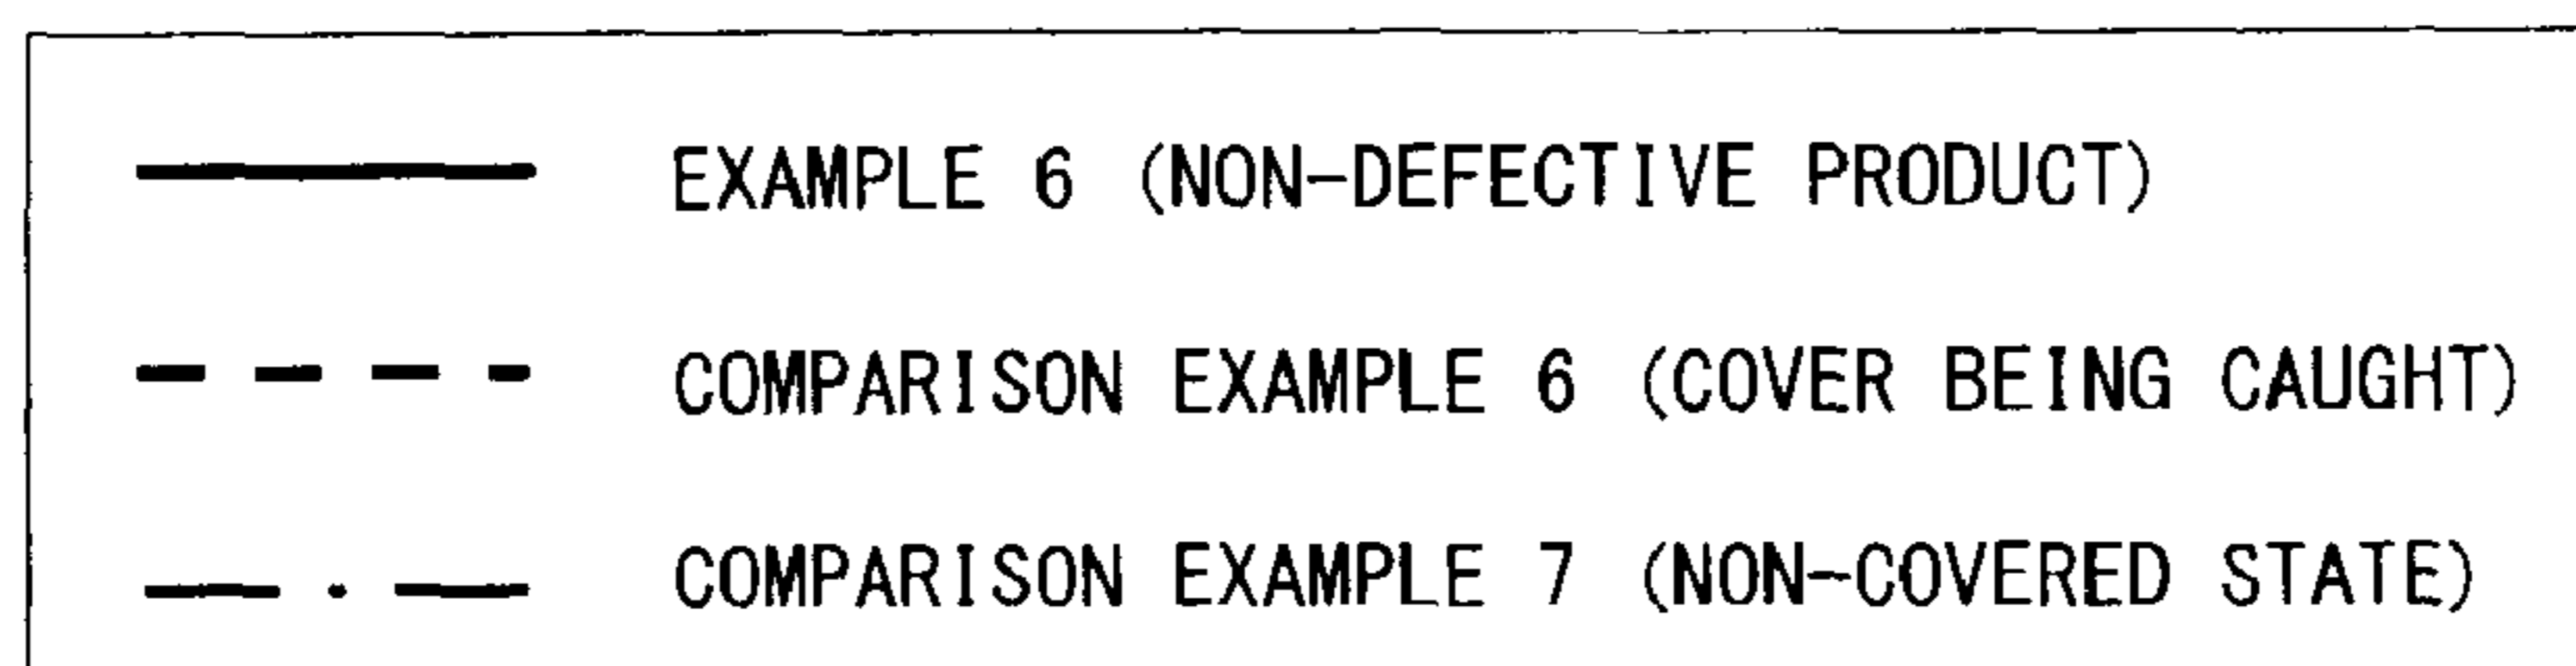 EXAMPLE 6 (NON-DEFECTIVE PRODUCT)
COMPARISON EXAMPLE 6 (COVER BEING CAUGHT)
COMPARISON EXAMPLE 7 (NON-COVERED STATE)